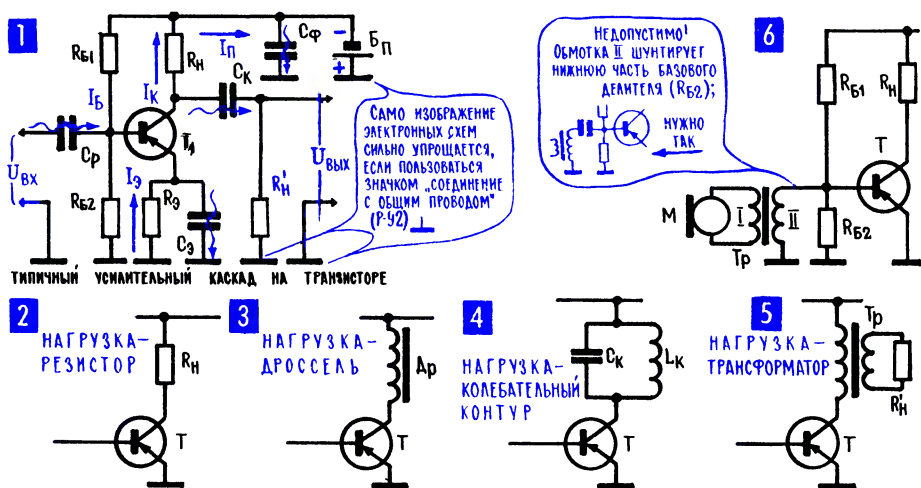 1
RБ1
RН
IП
CФ
БП
−
+
IБ
IК
CК
T1
CР
UВХ
IЭ
RБ2
RЭ
CЭ
R'Н
UВЫХ
САМО ИЗОБРАЖЕНИЕ
ЭЛЕКТРОННЫХ СХЕМ
СИЛЬНО УПРОЩАЕТСЯ,
ЕСЛИ ПОЛЬЗОВАТЬСЯ
ЗНАЧКОМ „СОЕДИНЕНИЕ
С ОБЩИМ ПРОВОДОМ"
(Р-92)
ТИПИЧНЫЙ УСИЛИТЕЛЬНЫЙ КАСКАД НА ТРАНЗИСТОРЕ
6
НЕДОПУСТИМО!
ОБМОТКА II ШУНТИРУЕТ
НИЖНЮЮ ЧАСТЬ БАЗОВОГО
ДЕЛИТЕЛЯ (RБ2);
НУЖНО
ТАК
RБ1
RН
T
М
I
II
Тр
RБ2
2
НАГРУЗКА–
РЕЗИСТОР
RН
T
3
НАГРУЗКА–
ДРОССЕЛЬ
Др
T
4
НАГРУЗКА–
КОЛЕБАТЕЛЬНЫЙ
КОНТУР
CК
LК
T
5
НАГРУЗКА–
ТРАНСФОРМАТОР
Тр
R'Н
T